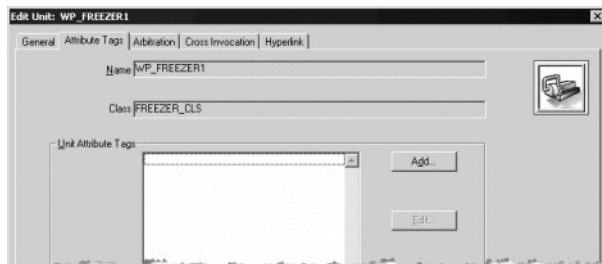 Edit Unit: WP_FREEZER1
General Attribute Tags Arbitration Cross Invocation Hyperlink
Name WP_FREEZER1
Class FREEZER_CLS
Unit Attribute Tags
Add...
Edit...